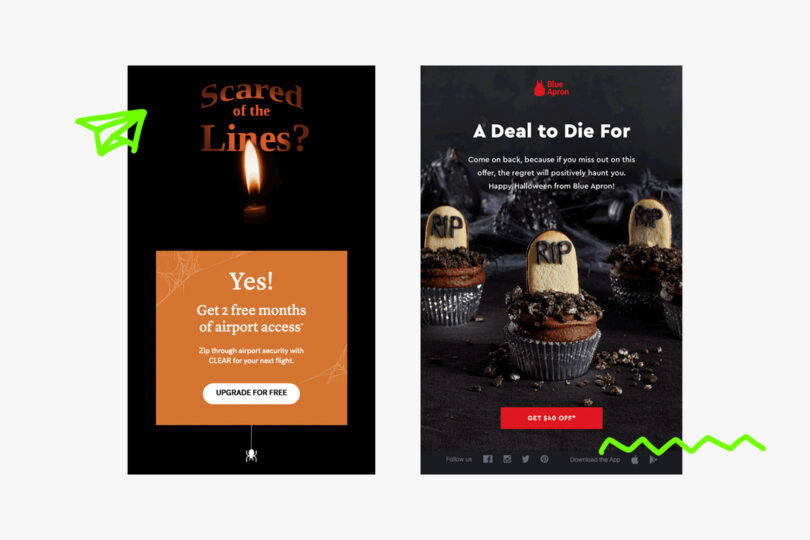 Scared
of the
Lines?
Yes!
Get 2 free months
of airport access*
Zip through airport security with
CLEAR for your next flight.
UPGRADE FOR FREE
Blue
Apron
A Deal to Die For
Come on back, because if you miss out on this
offer, the regret will positively haunt you.
Happy Halloween from Blue Apron!
RIP
RIP
RIP
GET $40 OFF*
Follow us
Download the App